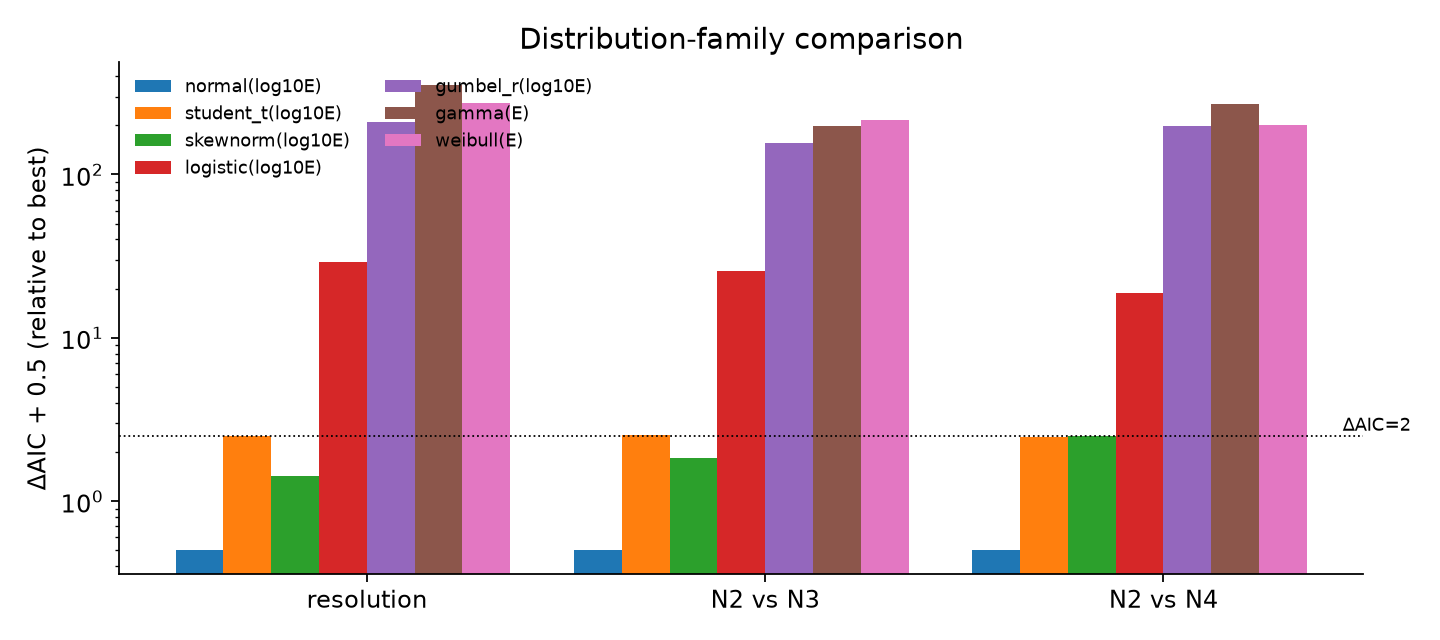 Distribution-family comparison
normal(log10E)
student_t(log10E)
skewnorm(log10E)
logistic(log10E)
gumbel_r(log10E)
gamma(E)
weibull(E)
ΔAIC + 0.5 (relative to best)
10²
10¹
10⁰
ΔAIC=2
resolution
N2 vs N3
N2 vs N4